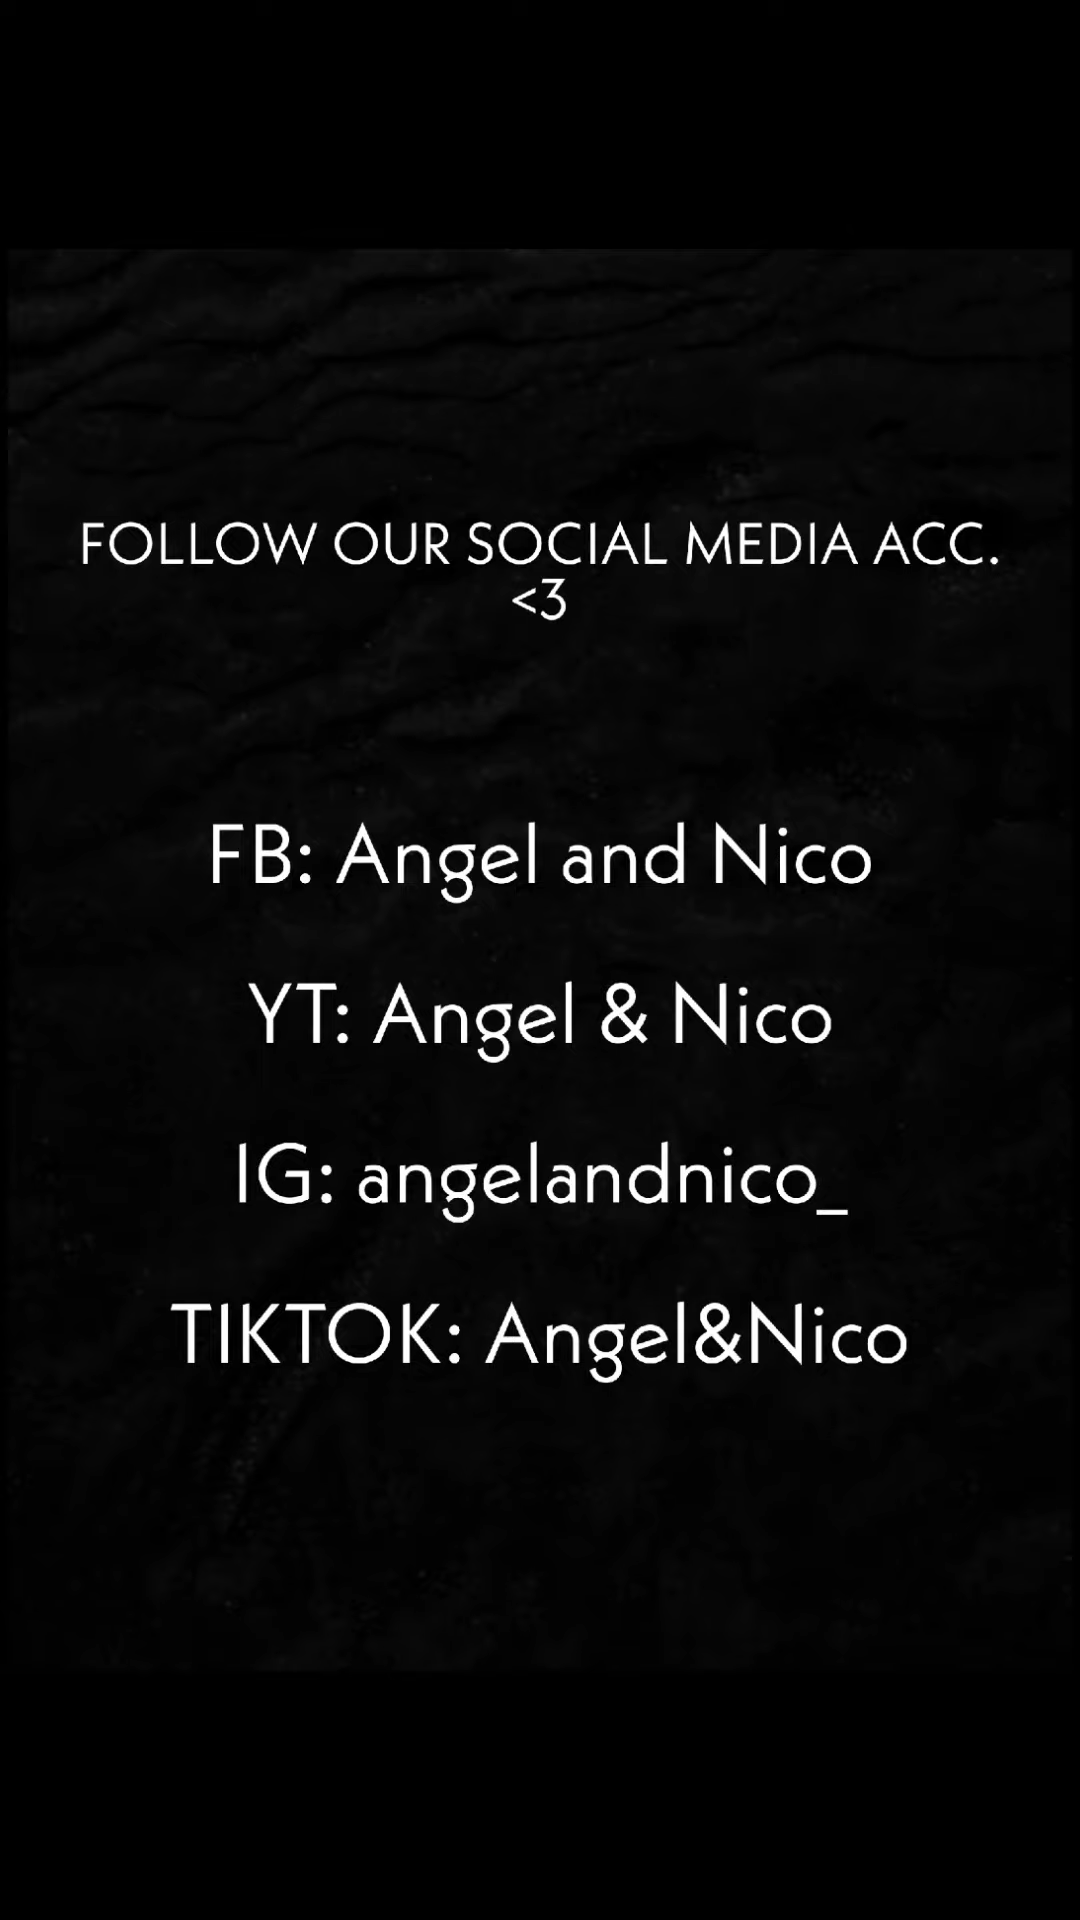 FOLLOW OUR SOCIAL MEDIA ACC.
<3
FB: Angel and Nico
YT: Angel & Nico
IG: angelandnico_
TIKTOK: Angel&Nico